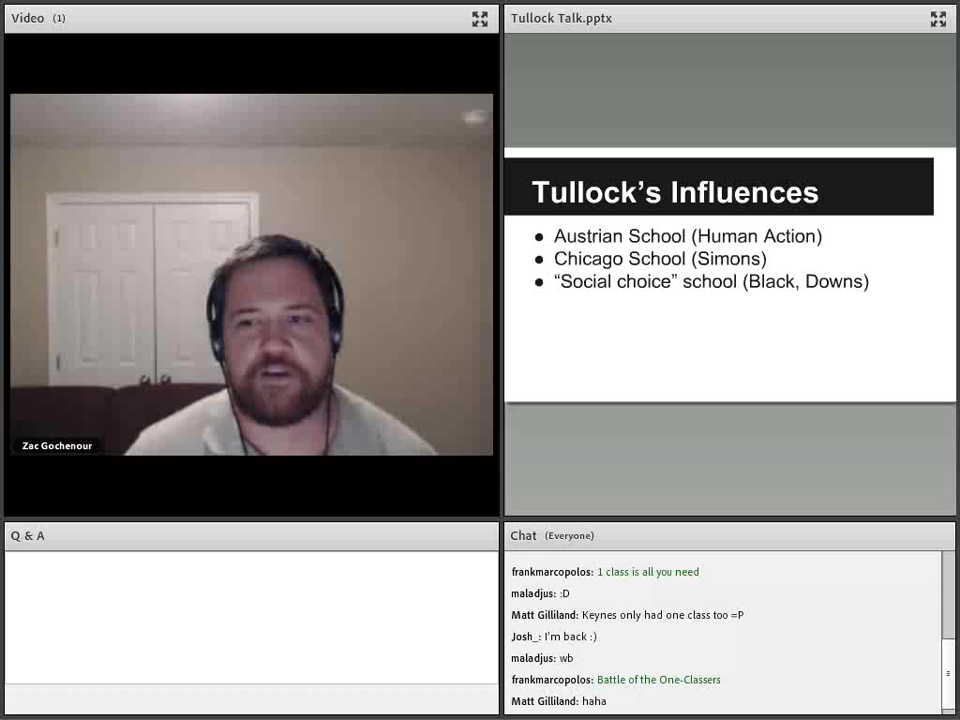 Video (1)
Zac Gochenour
Tullock Talk.pptx
Tullock's Influences
● Austrian School (Human Action)
● Chicago School (Simons)
● “Social choice” school (Black, Downs)
Q & A
Chat (Everyone)
frankmarcopolos: 1 class is all you need
maladjus: :D
Matt Gilliland: Keynes only had one class too =P
Josh_: I'm back :)
maladjus: wb
frankmarcopolos: Battle of the One-Classers
Matt Gilliland: haha